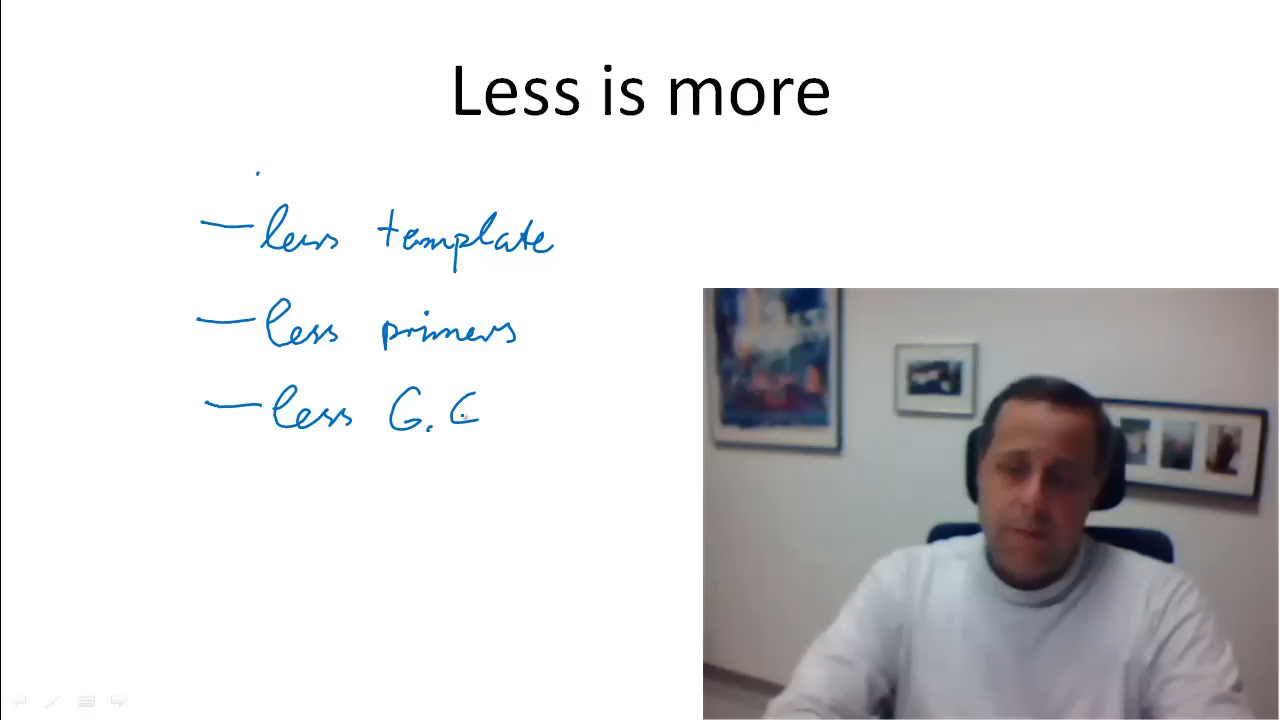 Less is more
— less template
— less primers
— less G.C